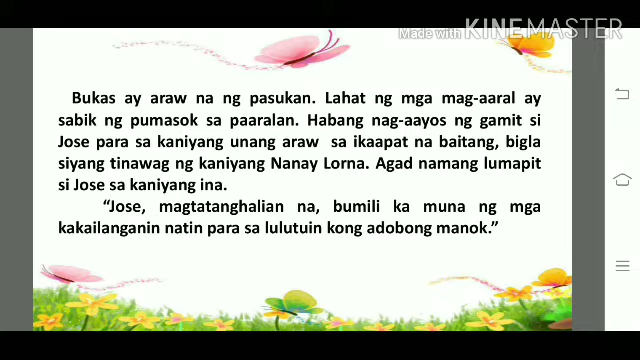 Made with KINEMASTER
Bukas ay araw na ng pasukan. Lahat ng mga mag-aaral ay
sabik ng pumasok sa paaralan. Habang nag-aayos ng gamit si
Jose para sa kaniyang unang araw sa ikaapat na baitang, bigla
siyang tinawag ng kaniyang Nanay Lorna. Agad namang lumapit
si Jose sa kaniyang ina.
“Jose, magtatanghalian na, bumili ka muna ng mga
kakailanganin natin para sa lulutuin kong adobong manok.”